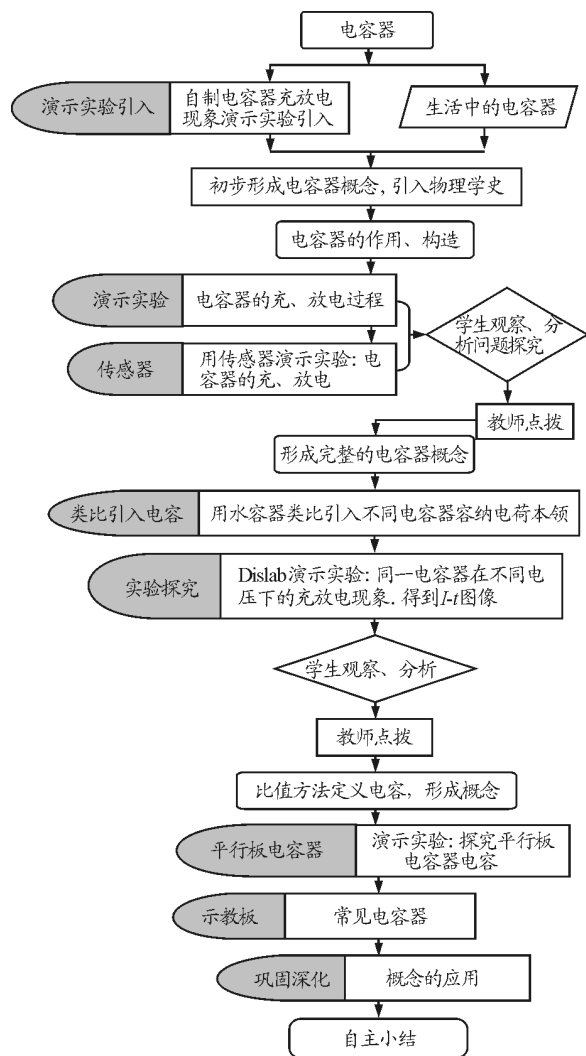 电容器
演示实验引入
自制电容器充放电
现象演示实验引入
生活中的电容器
初步形成电容器概念,引入物理学史
电容器的作用、构造
演示实验
电容器的充、放电过程
传感器
用传感器演示实验:电
容器的充、放电
学生观察、分
析问题探究
教师点拨
形成完整的电容器概念
类比引入电容
用水容器类比引入不同电容器容纳电荷本领
实验探究
Dislab演示实验:同一电容器在不同电
压下的充放电现象.得到I-t图像
学生观察、分析
教师点拨
比值方法定义电容,形成概念
平行板电容器
演示实验:探究平行板
电容器电容
示教板
常见电容器
巩固深化
概念的应用
自主小结